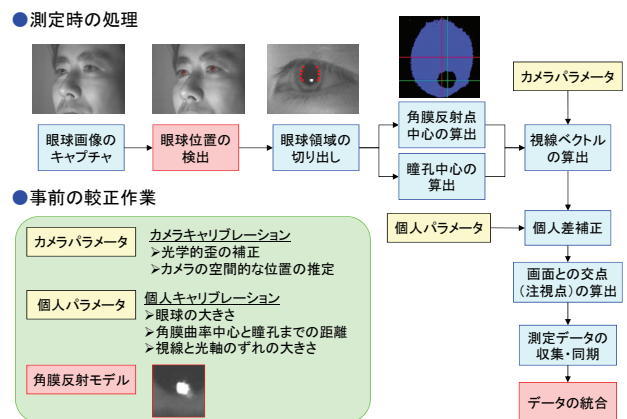 ●測定時の処理
眼球画像の
キャプチャ
眼球位置の
検出
眼球領域の
切り出し
角膜反射点
中心の算出
瞳孔中心の
算出
カメラパラメータ
視線ベクトル
の算出
個人パラメータ
個人差補正
画面との交点
(注視点)の算出
測定データの
収集・同期
データの統合
●事前の較正作業
カメラパラメータ
カメラキャリブレーション
➢光学的歪の補正
➢カメラの空間的な位置の推定
個人パラメータ
個人キャリブレーション
➢眼球の大きさ
➢角膜曲率中心と瞳孔までの距離
➢視線と光軸のずれの大きさ
角膜反射モデル